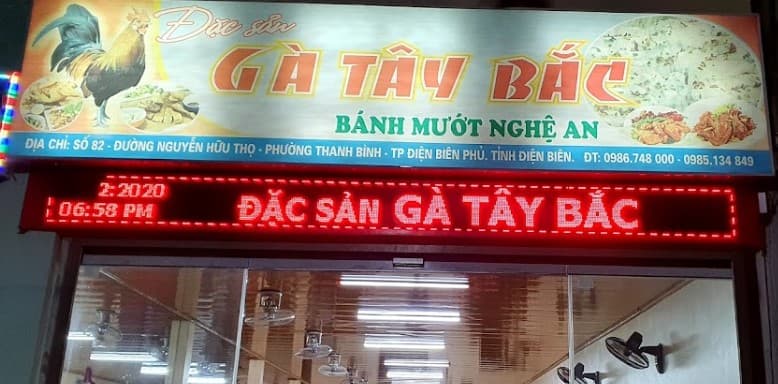 Đặc sản
GÀ TÂY BẮC
BÁNH MƯỚT NGHỆ AN
ĐỊA CHỈ: SỐ 82 - ĐƯỜNG NGUYỄN HỮU THỌ - PHƯỜNG THANH BÌNH - TP ĐIỆN BIÊN PHỦ. TỈNH ĐIỆN BIÊN. ĐT: 0986.748 000 - 0985.134 849
2:2020
06:58 PM
ĐẶC SẢN GÀ TÂY BẮC